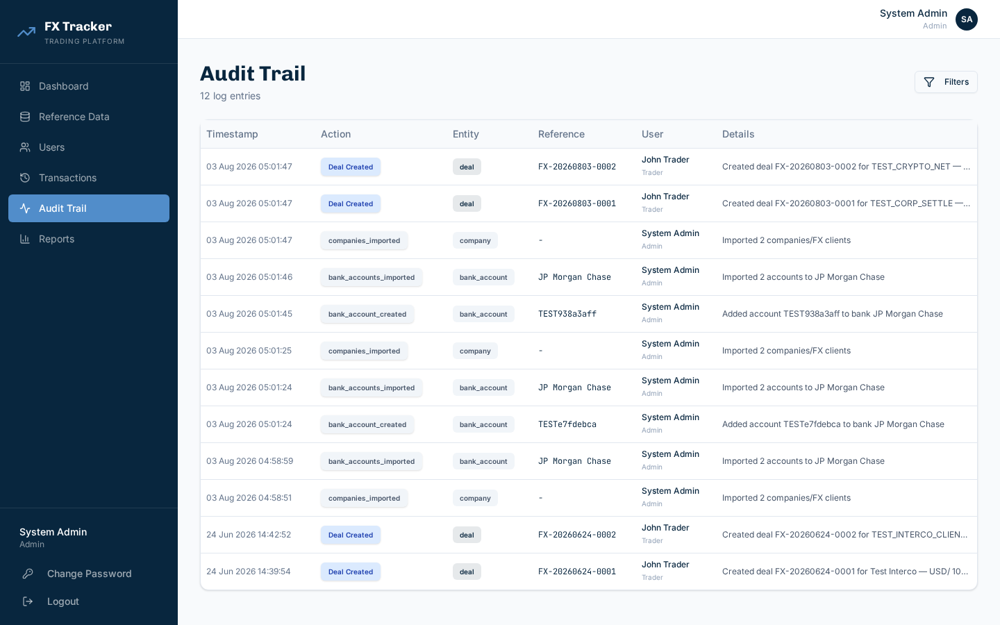 FX Tracker
TRADING PLATFORM
Dashboard
Reference Data
Users
Transactions
Audit Trail
Reports
System Admin
Admin
Change Password
Logout
System Admin
Admin
SA
Audit Trail
12 log entries
Filters
Timestamp Action Entity Reference User Details
03 Aug 2026 05:01:47 Deal Created deal FX-20260803-0002 John Trader Trader Created deal FX-20260803-0002 for TEST_CRYPTO_NET — ...
03 Aug 2026 05:01:47 Deal Created deal FX-20260803-0001 John Trader Trader Created deal FX-20260803-0001 for TEST_CORP_SETTLE —...
03 Aug 2026 05:01:47 companies_imported company - System Admin Admin Imported 2 companies/FX clients
03 Aug 2026 05:01:46 bank_accounts_imported bank_account JP Morgan Chase System Admin Admin Imported 2 accounts to JP Morgan Chase
03 Aug 2026 05:01:45 bank_account_created bank_account TEST938a3aff System Admin Admin Added account TEST938a3aff to bank JP Morgan Chase
03 Aug 2026 05:01:25 companies_imported company - System Admin Admin Imported 2 companies/FX clients
03 Aug 2026 05:01:24 bank_accounts_imported bank_account JP Morgan Chase System Admin Admin Imported 2 accounts to JP Morgan Chase
03 Aug 2026 05:01:24 bank_account_created bank_account TESTe7fdebca System Admin Admin Added account TESTe7fdebca to bank JP Morgan Chase
03 Aug 2026 04:58:59 bank_accounts_imported bank_account JP Morgan Chase System Admin Admin Imported 2 accounts to JP Morgan Chase
03 Aug 2026 04:58:51 companies_imported company - System Admin Admin Imported 2 companies/FX clients
24 Jun 2026 14:42:52 Deal Created deal FX-20260624-0002 John Trader Trader Created deal FX-20260624-0002 for TEST_INTERCO_CLIEN...
24 Jun 2026 14:39:54 Deal Created deal FX-20260624-0001 John Trader Trader Created deal FX-20260624-0001 for Test Interco — USD/ 10...